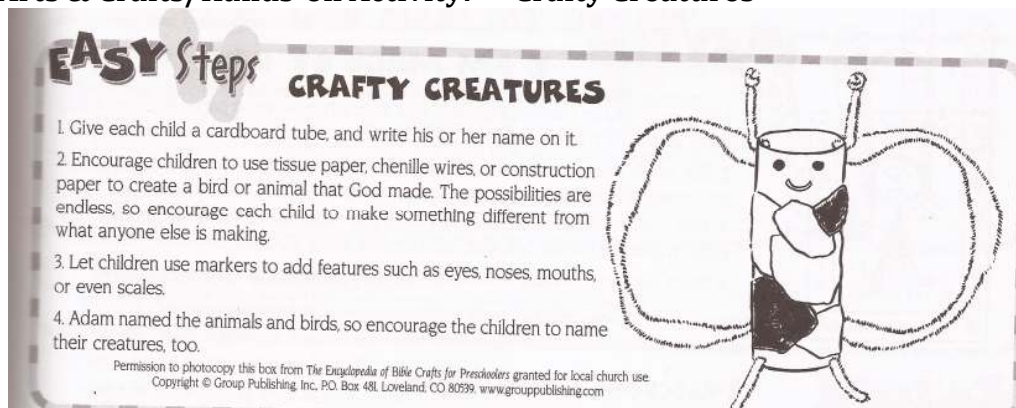 Arts & Crafts/Hands-on Activity: Crafty Creatures
EASY Steps
CRAFTY CREATURES
1. Give each child a cardboard tube, and write his or her name on it.
2. Encourage children to use tissue paper, chenille wires, or construction
paper to create a bird or animal that God made. The possibilities are
endless, so encourage each child to make something different from
what anyone else is making.
3. Let children use markers to add features such as eyes, noses, mouths,
or even scales.
4. Adam named the animals and birds, so encourage the children to name
their creatures, too.
Permission to photocopy this box from The Encyclopedia of Bible Crafts for Preschoolers granted for local church use.
Copyright © Group Publishing, Inc., P.O. Box 481, Loveland, CO 80539. www.grouppublishing.com